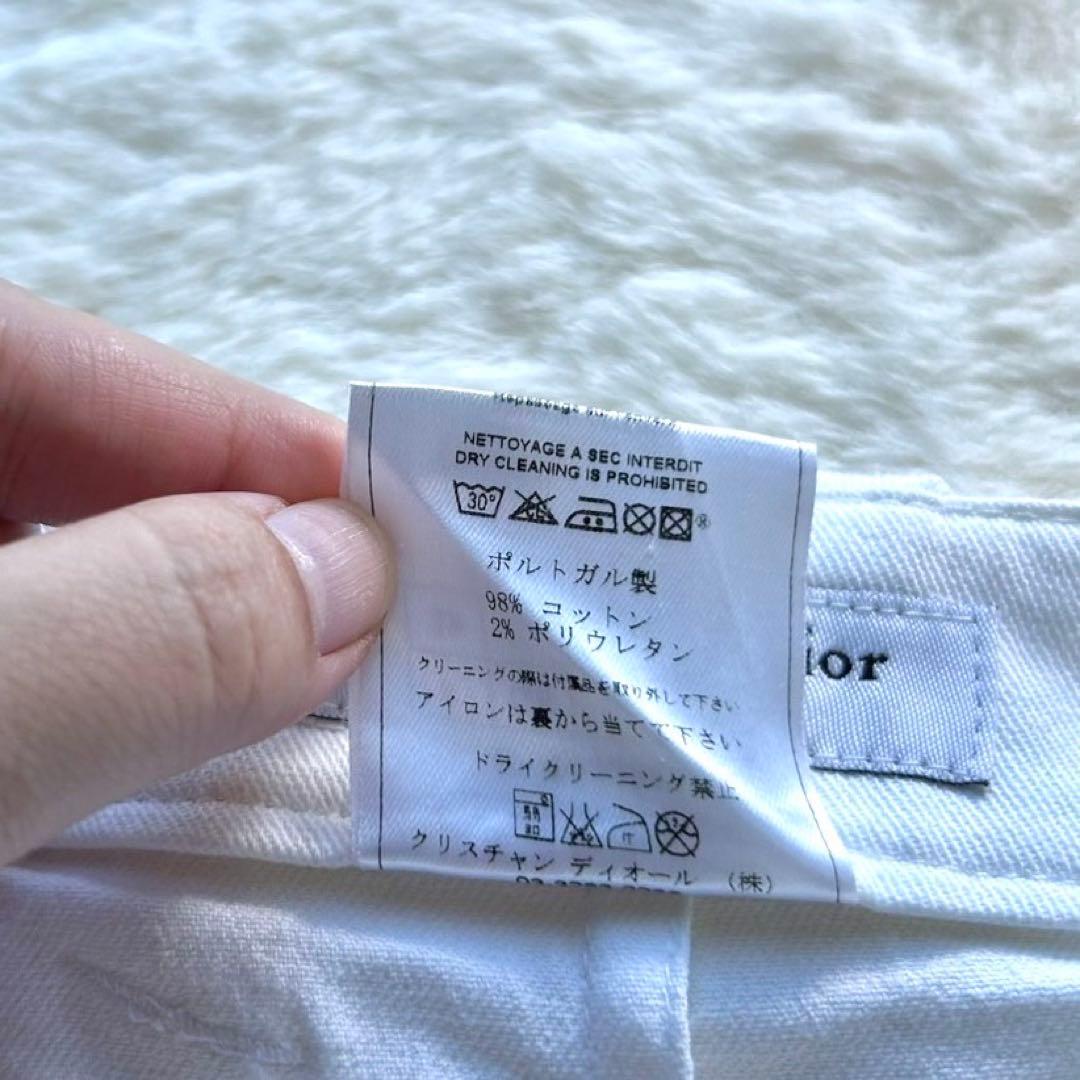 NETTOYAGE A SEC INTERDIT
DRY CLEANING IS PROHIBITED
30°
®
ポルトガル製
98% コットン
2% ポリウレタン
クリーニングの際は付属品を取り外して下さい
アイロンは裏から当てて下さい
ior
ドライクリーニング禁止
30
中
クリスチャン ディオール (株)